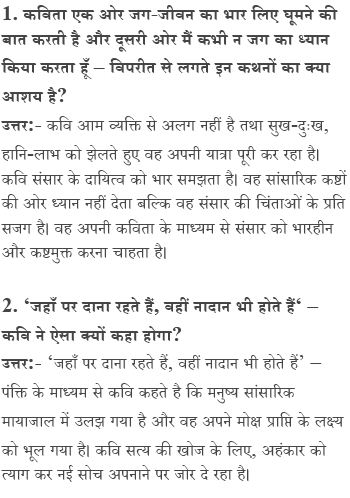 1. कविता एक ओर जग-जीवन का भार लिए घूमने की
बात करती है और दूसरी ओर मैं कभी न जग का ध्यान
किया करता हूँ – विपरीत से लगते इन कथनों का क्या
आशय है?
उत्तर:- कवि आम व्यक्ति से अलग नहीं है तथा सुख-दुःख,
हानि-लाभ को झेलते हुए वह अपनी यात्रा पूरी कर रहा है।
कवि संसार के दायित्व को भार समझता है। वह सांसारिक कष्टों
की ओर ध्यान नहीं देता बल्कि वह संसार की चिंताओं के प्रति
सजग है। वह अपनी कविता के माध्यम से संसार को भारहीन
और कष्टमुक्त करना चाहता है।
2. ‘जहाँ पर दाना रहते हैं, वहीं नादान भी होते हैं‘ –
कवि ने ऐसा क्यों कहा होगा?
उत्तर:- ‘जहाँ पर दाना रहते हैं, वहीं नादान भी होते हैं’ –
पंक्ति के माध्यम से कवि कहते है कि मनुष्य सांसारिक
मायाजाल में उलझ गया है और वह अपने मोक्ष प्राप्ति के लक्ष्य
को भूल गया है। कवि सत्य की खोज के लिए, अहंकार को
त्याग कर नई सोच अपनाने पर जोर दे रहा है।